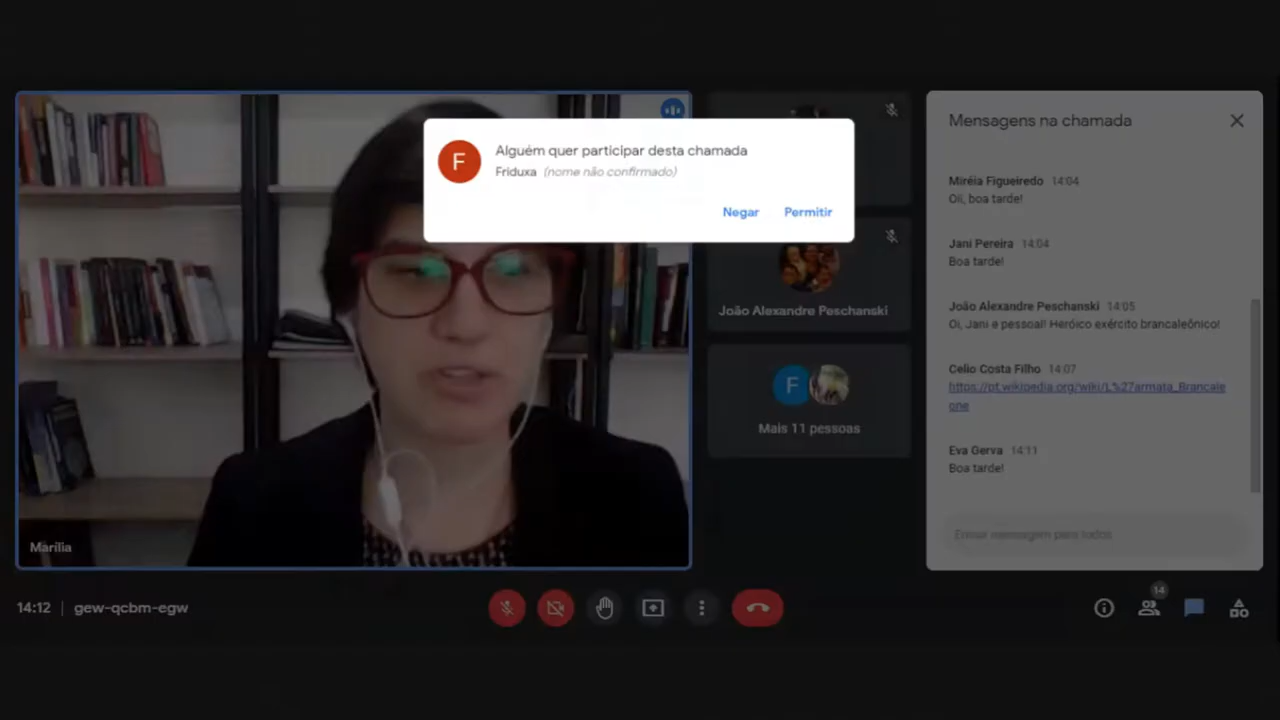 Alguém quer participar desta chamada
F
Friduxa (nome não confirmado)
Negar Permitir
Marilia
João Alexandre Peschanski
F
Mais 11 pessoas
Mensagens na chamada
Miréia Figueiredo 14:04
Oii, boa tarde!
Jani Pereira 14:04
Boa tarde!
João Alexandre Peschanski 14:05
Oi, Jani e pessoal! Heróico exército brancaleônico!
Celio Costa Filho 14:07
https://pt.wikipedia.org/wiki/L%27armata_Brancale
one
Eva Gerva 14:11
Boa tarde!
Enviar mensagem para todos
14:12 | gew-qcbm-egw
14